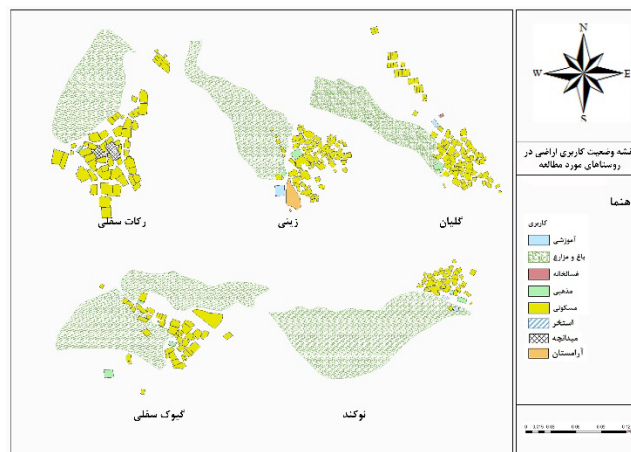 N
W
E
S
نقشه وضعیت کاربری اراضی در
روستاهای مورد مطالعه
راهنما
کاربری
آموزشی
باغ و مزارع
غسالخانه
مذهبی
مسکونی
استخر
میدانچه
آرامستان
رکات سفلی
زینی
گلیان
گیوک سفلی
نوکند